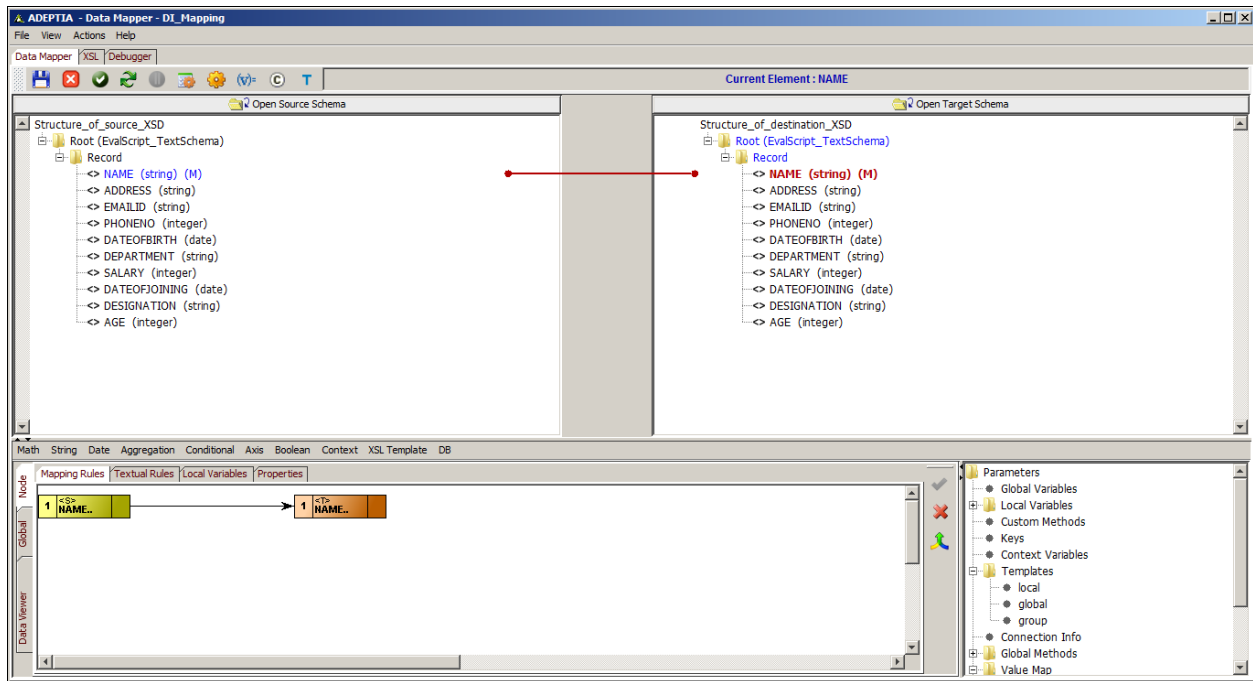 ADEPTIA - Data Mapper - DI_Mapping
File View Actions Help
Data Mapper XSL Debugger
(v)= C T Current Element : NAME
Open Source Schema Open Target Schema
Structure_of_source_XSD
Root (EvalScript_TextSchema)
Record
<> NAME (string) (M)
<> ADDRESS (string)
<> EMAILID (string)
<> PHONENO (integer)
<> DATEOFBIRTH (date)
<> DEPARTMENT (string)
<> SALARY (integer)
<> DATEOFJOINING (date)
<> DESIGNATION (string)
<> AGE (integer)
Structure_of_destination_XSD
Root (EvalScript_TextSchema)
Record
<> NAME (string) (M)
<> ADDRESS (string)
<> EMAILID (string)
<> PHONENO (integer)
<> DATEOFBIRTH (date)
<> DEPARTMENT (string)
<> SALARY (integer)
<> DATEOFJOINING (date)
<> DESIGNATION (string)
<> AGE (integer)
Math String Date Aggregation Conditional Axis Boolean Context XSL Template DB
Node
Global
Data Viewer
Mapping Rules Textual Rules Local Variables Properties
1 <S> NAME..
1 <T> NAME..
Parameters
Global Variables
Local Variables
Custom Methods
Keys
Context Variables
Templates
local
global
group
Connection Info
Global Methods
Value Map